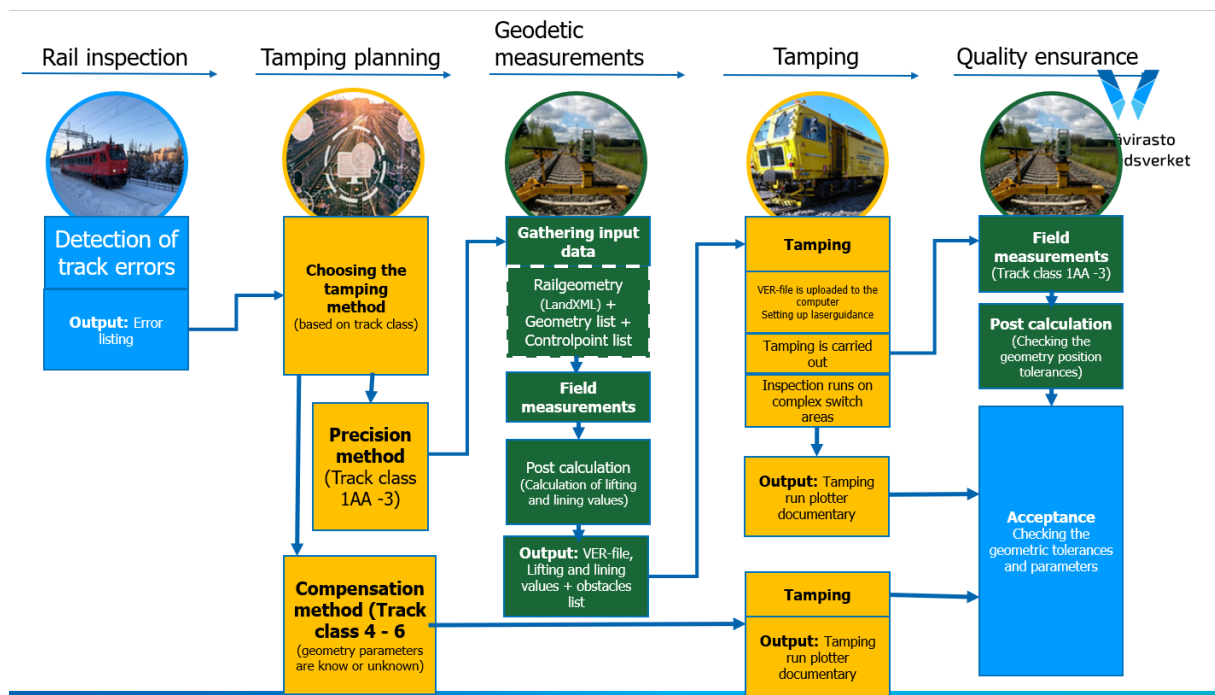 Rail inspection
Tamping planning
Geodetic
measurements
Tamping
Quality ensurance
ävirasto
dsverket
Detection of
track errors
Output: Error
listing
Choosing the
tamping
method
(based on track class)
Precision
method
(Track class
1AA -3)
Compensation
method (Track
class 4 - 6
(geometry parameters
are know or unknown)
Gathering input
data
Railgeometry
(LandXML) +
Geometry list +
Controlpoint list
Field
measurements
Post calculation
(Calculation of lifting
and lining values)
Output: VER-file,
Lifting and lining
values + obstacles
list
Tamping
VER-file is uploaded to the
computer
Setting up laserguidance
Tamping is carried
out
Inspection runs on
complex switch
areas
Output: Tamping
run plotter
documentary
Tamping
Output: Tamping
run plotter
documentary
Field
measurements
(Track class 1AA -3)
Post calculation
(Checking the
geometry position
tolerances)
Acceptance
Checking the
geometric tolerances
and parameters